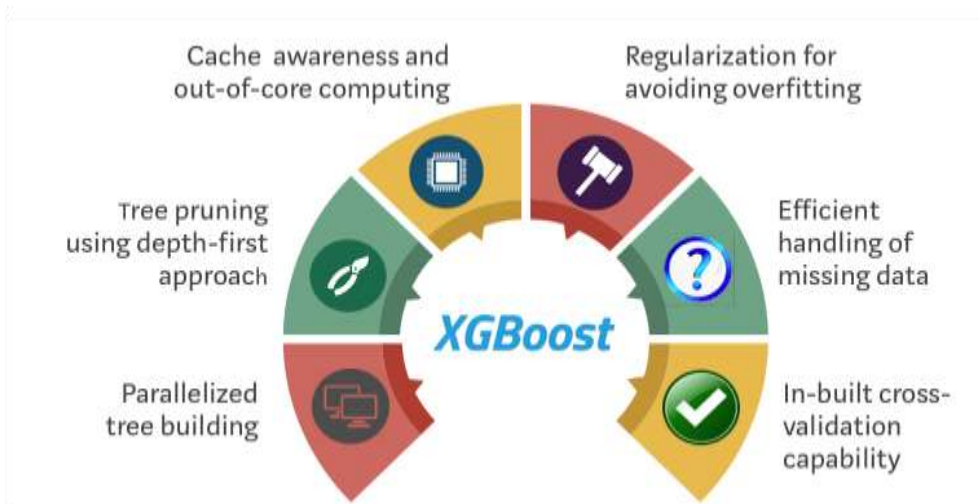 Cache awareness and
out-of-core computing
Regularization for
avoiding overfitting
Tree pruning
using depth-first
approach
Efficient
handling of
missing data
XGBoost
Parallelized
tree building
In-built cross-
validation
capability